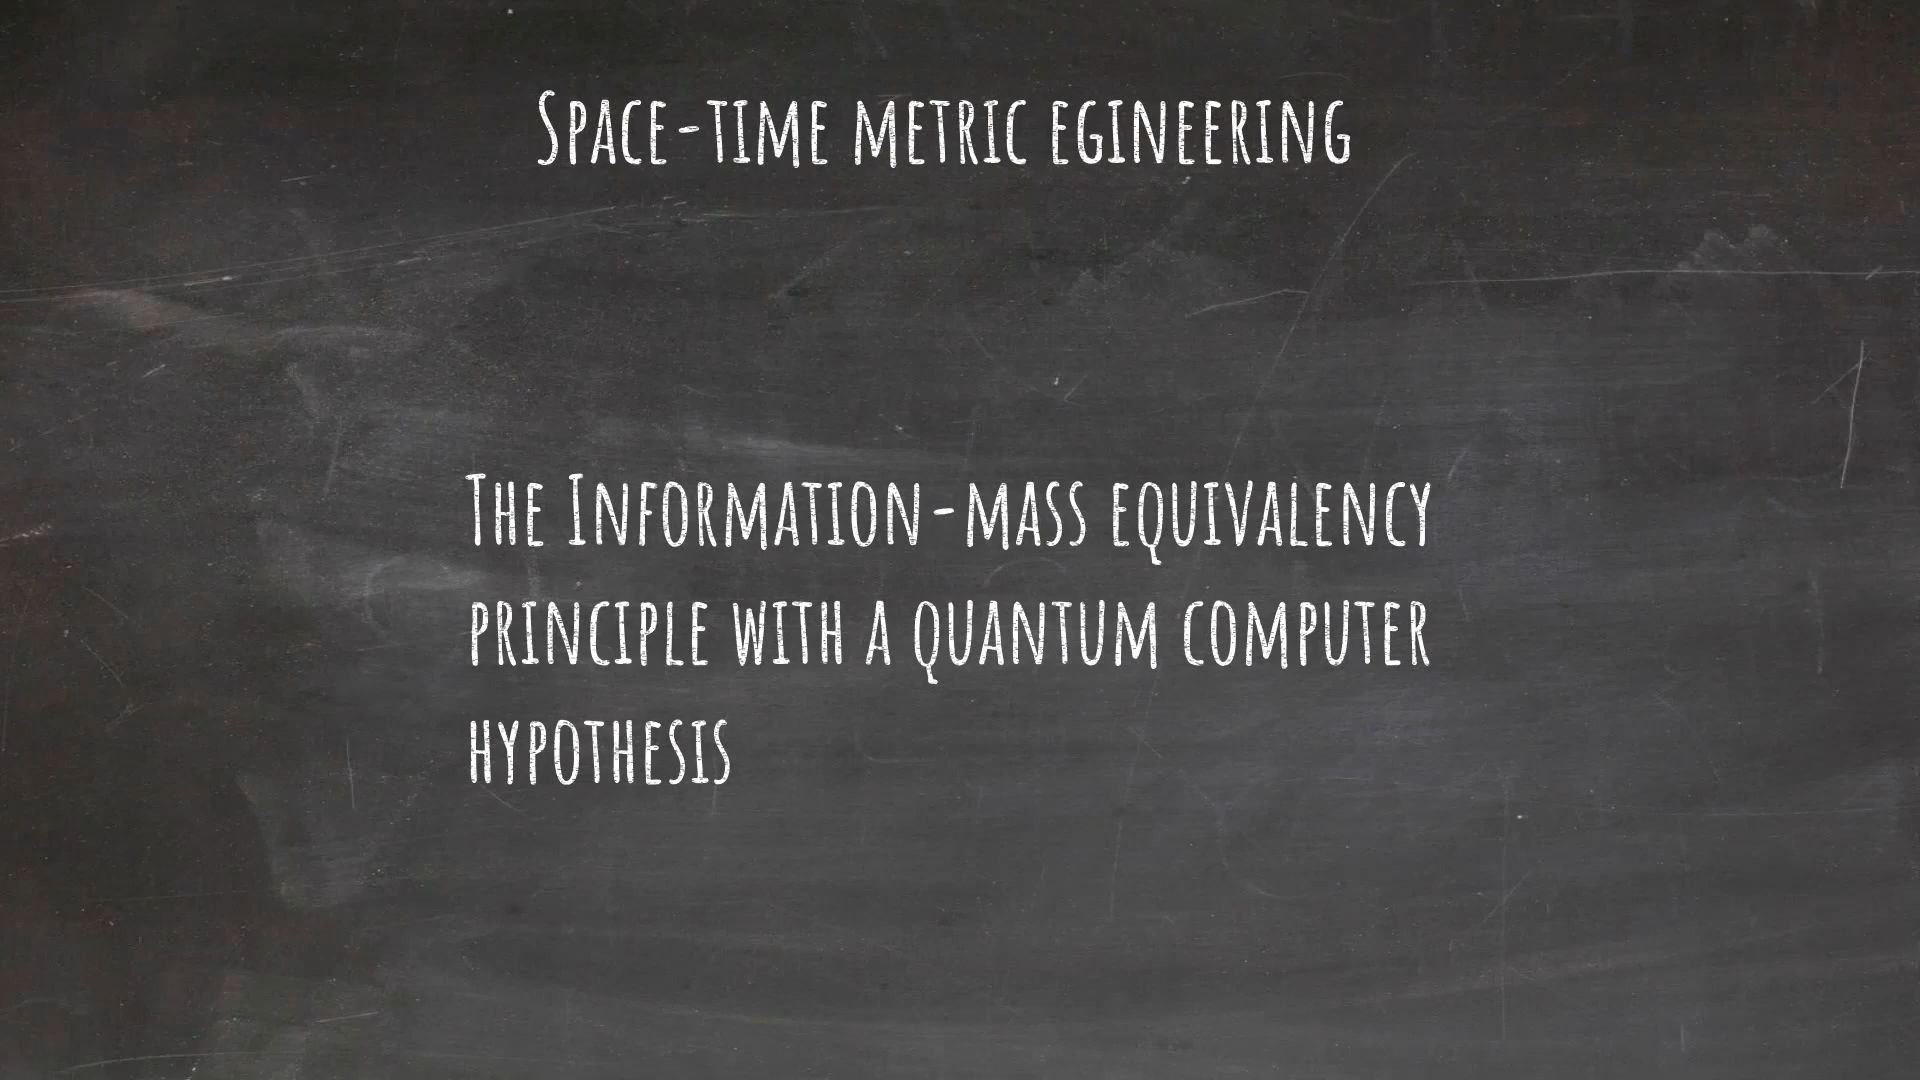 Space-time metric egineering
The Information-mass equivalency
principle with a quantum computer
hypothesis